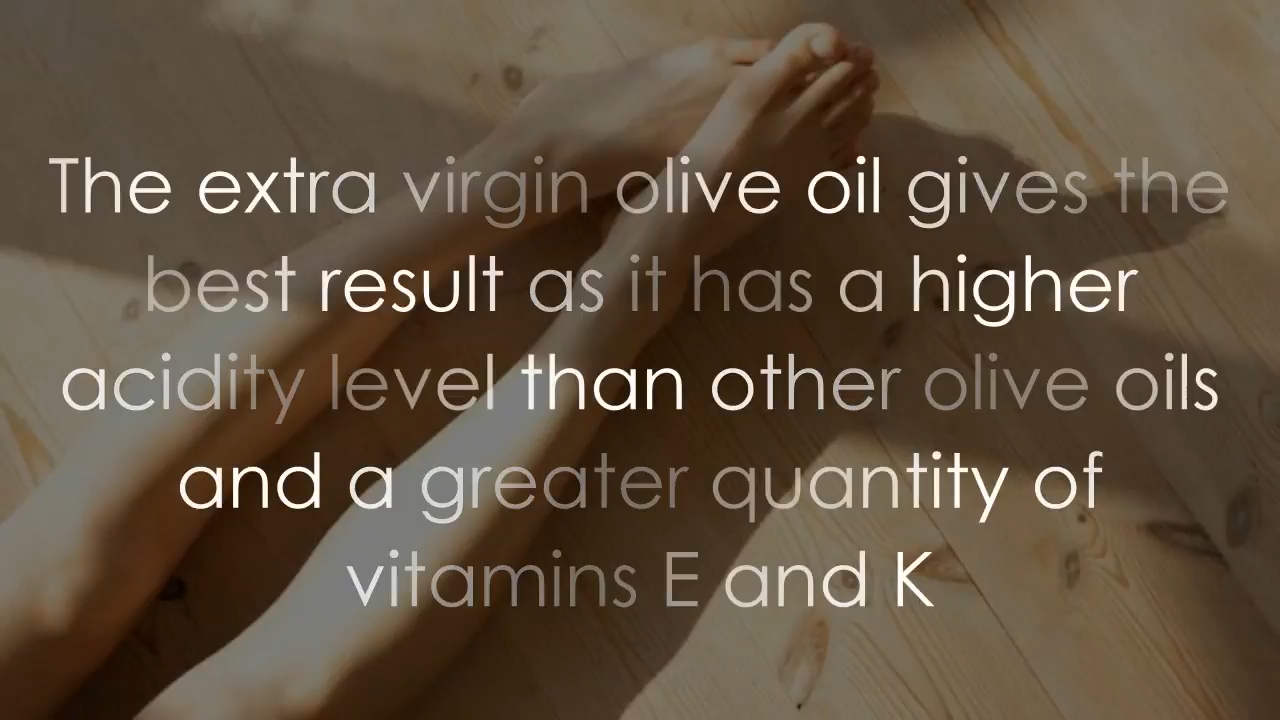 The extra virgin olive oil gives the
best result as it has a higher
acidity level than other olive oils
and a greater quantity of
vitamins E and K